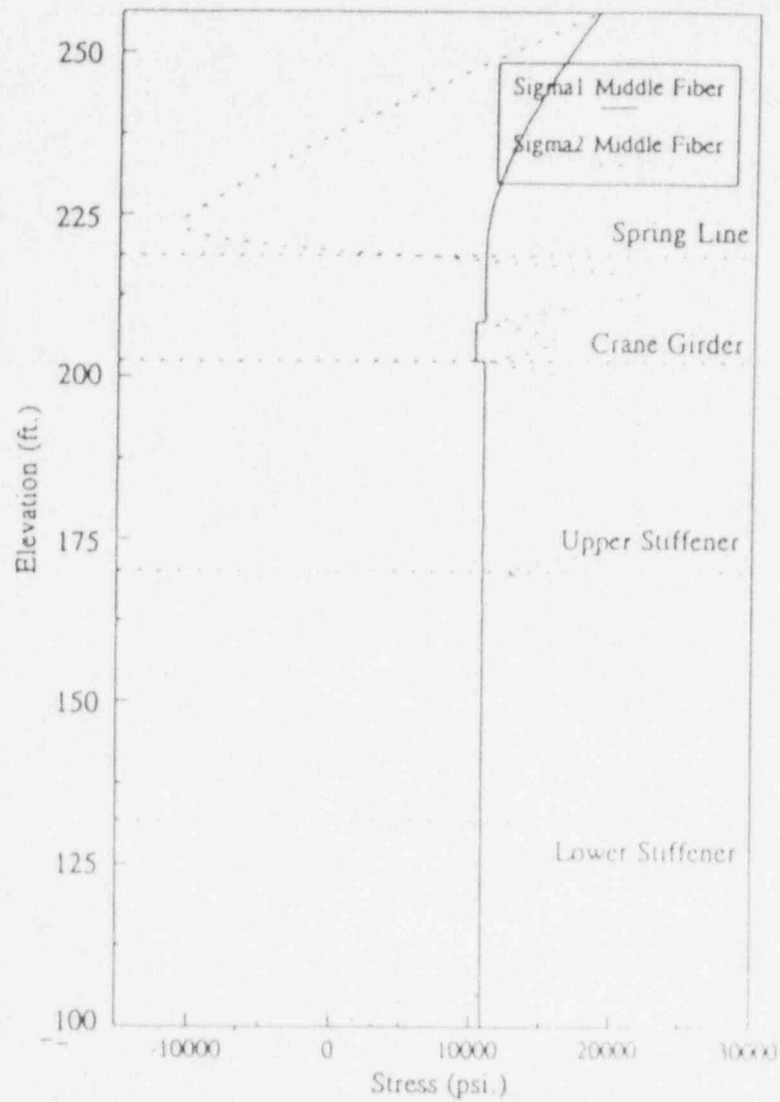 250
Sigma1 Middle Fiber
Sigma2 Middle Fiber
225
Spring Line
Crane Girder
200
Elevation (ft.)
175
Upper Stiffener
150
125
Lower Stiffener
100
-10000 0 10000 20000 30000
Stress (psi.)